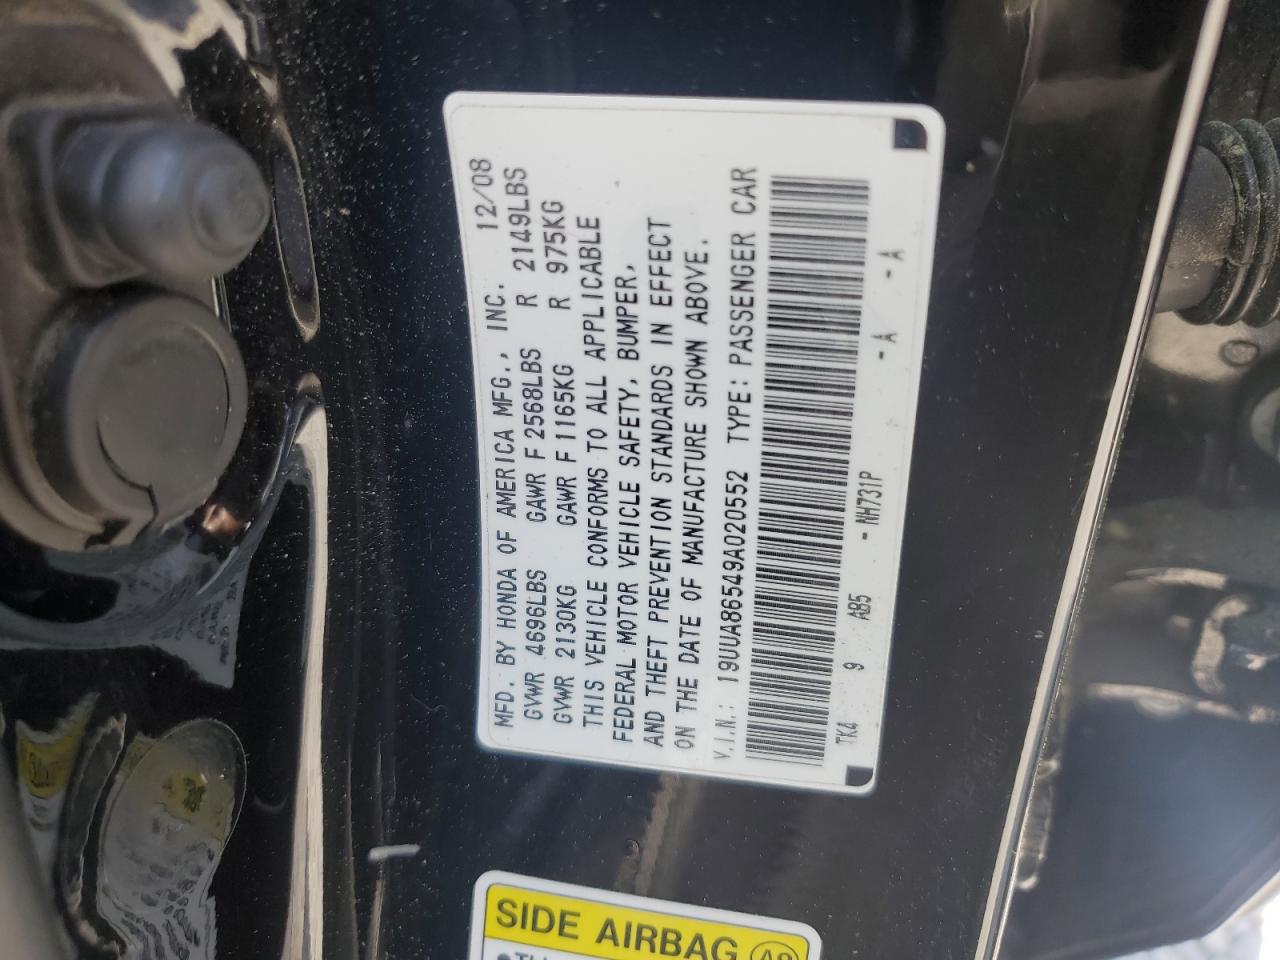 MFD. BY HONDA OF AMERICA MFG., INC. 12/08
GVWR 4696LBS GAWR F 2568LBS R 2149LBS
GVWR 2130KG GAWR F 1165KG R 975KG
THIS VEHICLE CONFORMS TO ALL APPLICABLE
FEDERAL MOTOR VEHICLE SAFETY, BUMPER,
AND THEFT PREVENTION STANDARDS IN EFFECT
ON THE DATE OF MANUFACTURE SHOWN ABOVE.
V.I.N.: 19UUA86549A020552 TYPE: PASSENGER CAR
TK4 9 AB5 - NH731P - A - A
SIDE AIRBAG